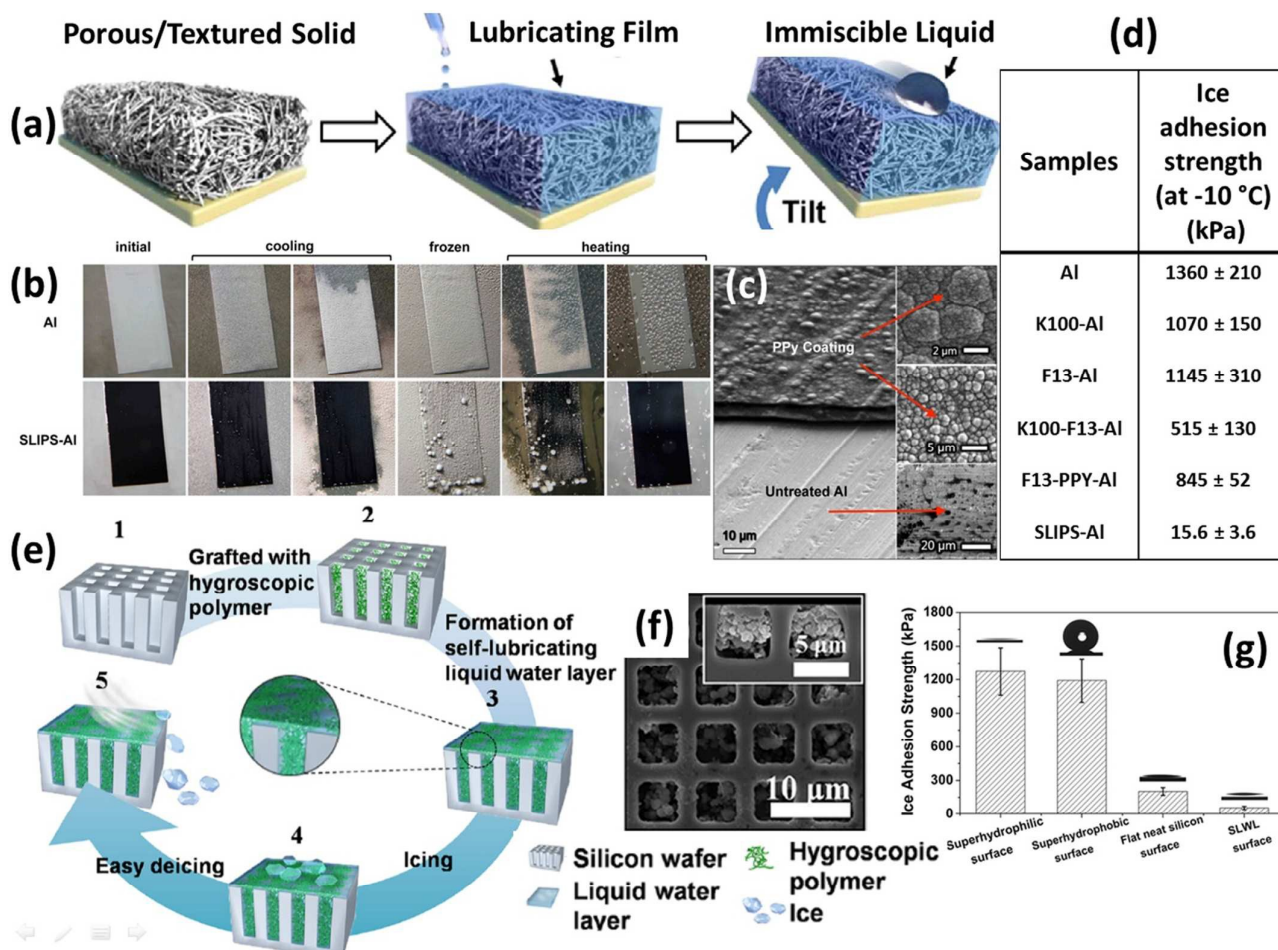 Porous/Textured Solid
Lubricating Film
Immiscible Liquid
(a)
Tilt
(d)
Samples
Ice
adhesion
strength
(at -10 °C)
(kPa)
Al 1360 ± 210
K100-Al 1070 ± 150
F13-Al 1145 ± 310
K100-F13-Al 515 ± 130
F13-PPY-Al 845 ± 52
SLIPS-Al 15.6 ± 3.6
(b)
initial cooling frozen heating
Al
SLIPS-Al
(c)
PPy Coating
Untreated Al
10 µm
2 µm
5 µm
20 µm
(e)
1
Grafted with
hygroscopic
polymer
2
Formation of
self-lubricating
liquid water layer
3
Icing
4
Easy deicing
5
Silicon wafer
Liquid water
layer
Hygroscopic
polymer
Ice
(f)
5 µm
10 µm
(g)
Ice Adhesion Strength (kPa)
1800
1500
1200
900
600
300
0
Superhydrophilic
surface
Superhydrophobic
surface
Flat neat silicon
surface
SLWL
surface